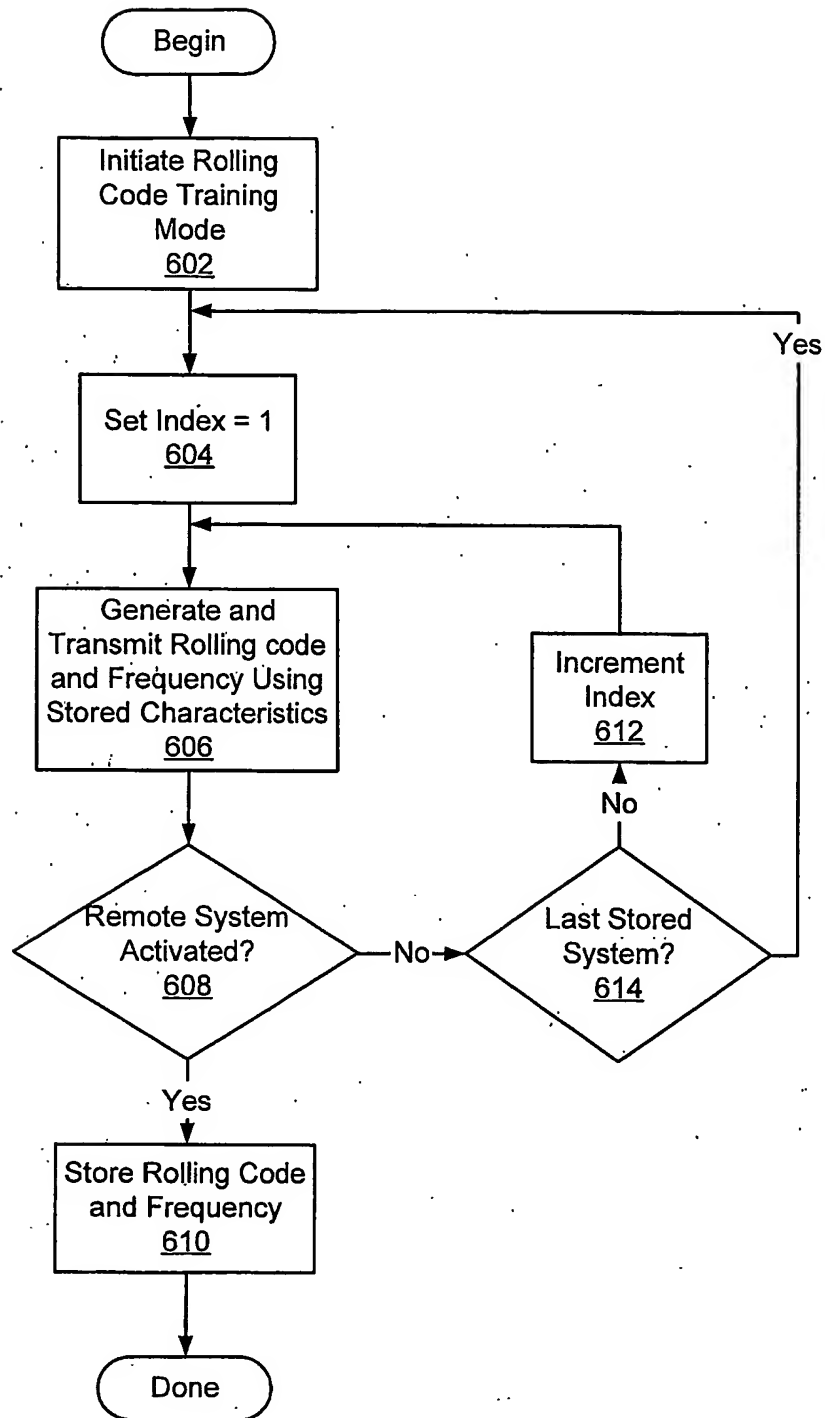 Begin
Initiate Rolling
Code Training
Mode
602
Yes
Set Index = 1
604
Generate and
Transmit Rolling code
and Frequency Using
Stored Characteristics
606
Increment
Index
612
No
Remote System
Activated?
608
No
Last Stored
System?
614
Yes
Store Rolling Code
and Frequency
610
Done